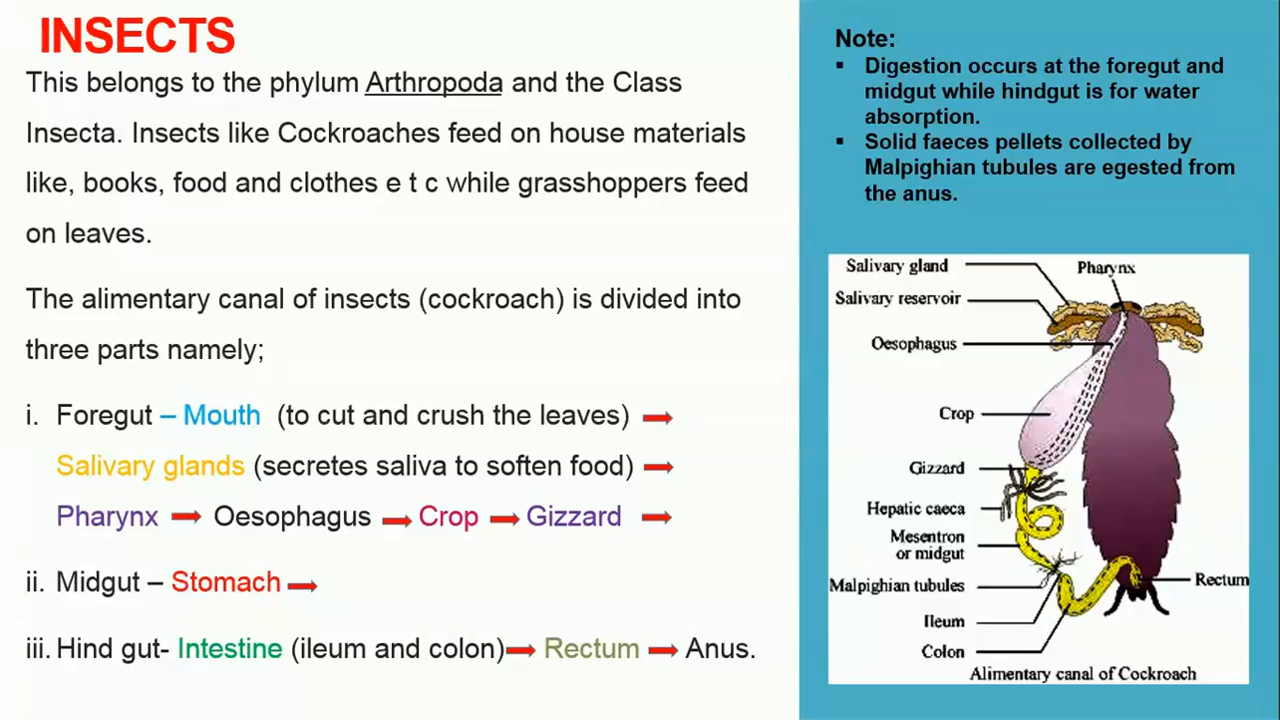 INSECTS
This belongs to the phylum Arthropoda and the Class
Insecta. Insects like Cockroaches feed on house materials
like, books, food and clothes e t c while grasshoppers feed
on leaves.
The alimentary canal of insects (cockroach) is divided into
three parts namely;
i. Foregut – Mouth (to cut and crush the leaves)
Salivary glands (secretes saliva to soften food)
Pharynx Oesophagus Crop Gizzard
ii. Midgut – Stomach
iii. Hind gut- Intestine (ileum and colon) Rectum Anus.
Note:
▪ Digestion occurs at the foregut and
midgut while hindgut is for water
absorption.
▪ Solid faeces pellets collected by
Malpighian tubules are egested from
the anus.
Salivary gland
Pharynx
Salivary reservoir
Oesophagus
Crop
Gizzard
Hepatic caeca
Mesentron
or midgut
Malpighian tubules
Rectum
Ileum
Colon
Alimentary canal of Cockroach